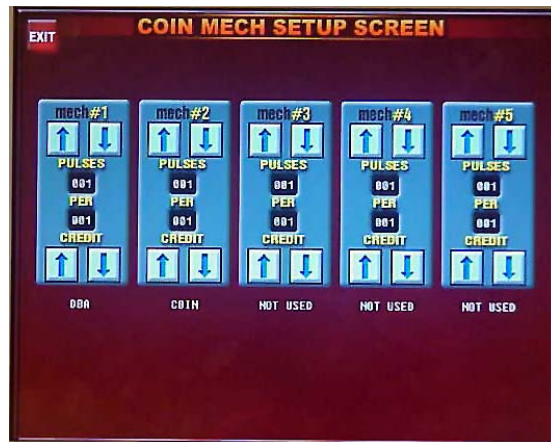 COIN MECH SETUP SCREEN
EXIT
mech#1 mech#2 mech#3 mech#4 mech#5
PULSES PULSES PULSES PULSES PULSES
001 001 001 001 001
PER PER PER PER PER
001 001 001 001 001
CREDIT CREDIT CREDIT CREDIT CREDIT
DBA COIN NOT USED NOT USED NOT USED